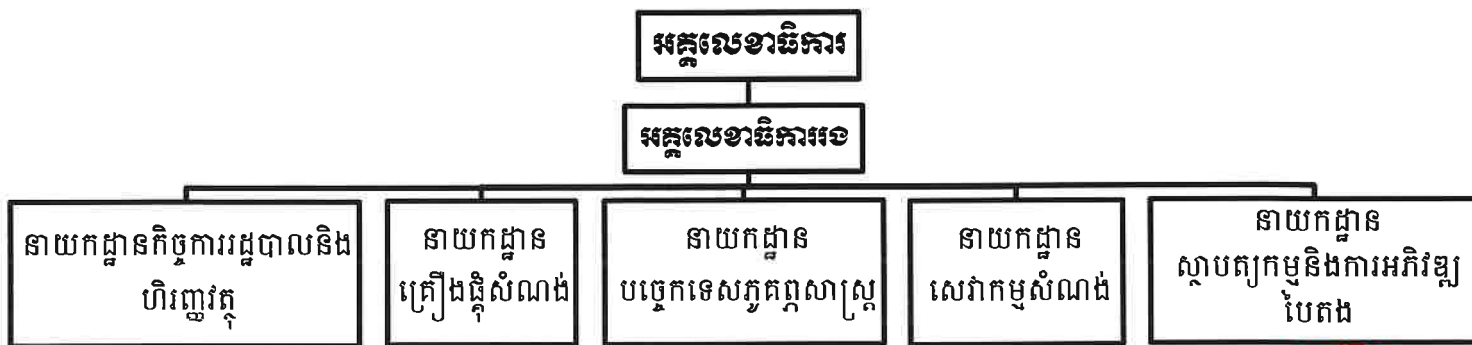 អគ្គលេខាធិការ
អគ្គលេខាធិការរង
នាយកដ្ឋានកិច្ចការរដ្ឋបាលនិង
ហិរញ្ញវត្ថុ
នាយកដ្ឋាន
គ្រឿងផ្គុំសំណង់
នាយកដ្ឋាន
បច្ចេកទេសភូគព្ភសាស្ត្រ
នាយកដ្ឋាន
សេវាកម្មសំណង់
នាយកដ្ឋាន
ស្ថាបត្យកម្មនិងការអភិវឌ្ឍ
បៃតង